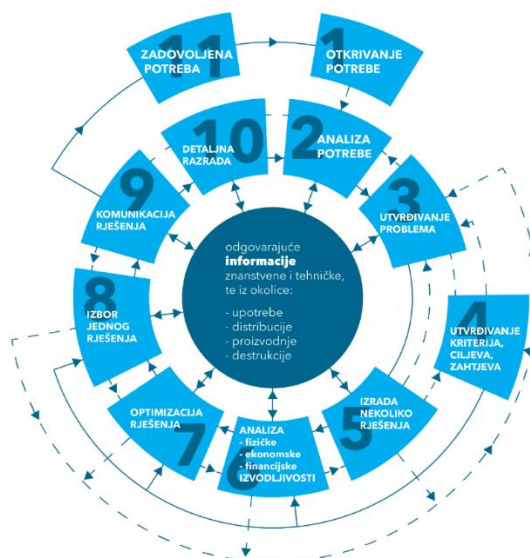 11
ZADOVOLJENA
POTREBA
1
OTKRIVANJE
POTREBE
10
DETALJNA
RAZRADA
2
ANALIZA
POTREBE
9
KOMUNIKACIJA
RJEŠENJA
3
UTVRĐIVANJE
PROBLEMA
odgovarajuće
informacije
znanstvene i tehničke,
te iz okolice:
- upotrebe
- distribucije
- proizvodnje
- destrukcije
8
IZBOR
JEDNOG
RJEŠENJA
4
UTVRĐIVANJE
KRITERIJA,
CILJEVA,
ZAHTJEVA
OPTIMIZACIJA
RJEŠENJA
7
ANALIZA
- fizičke
- ekonomske
- financijske
IZVODLJIVOSTI
6
IZRADA
NEKOLIKO
RJEŠENJA
5